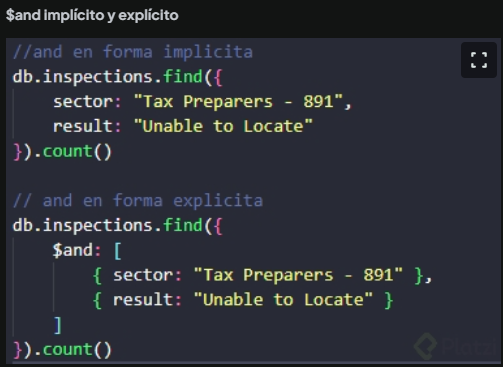 $and implícito y explícito
//and en forma implicita
db.inspections.find({
    sector: "Tax Preparers - 891",
    result: "Unable to Locate"
}).count()
// and en forma explicita
db.inspections.find({
    $and: [
        { sector: "Tax Preparers - 891" },
        { result: "Unable to Locate" }
    ]
}).count()
Platzi